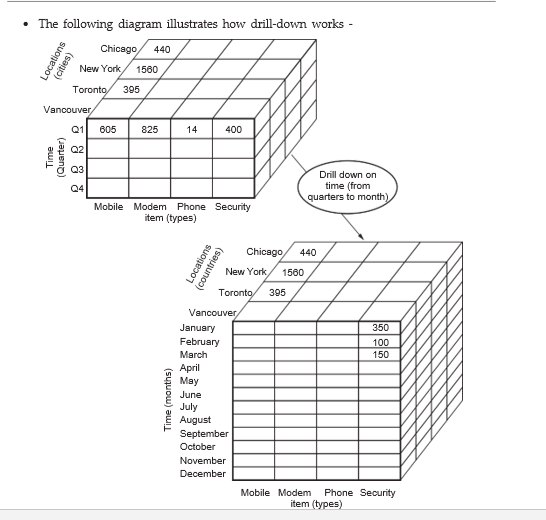 • The following diagram illustrates how drill-down works -
Locations
(cities)
Chicago 440
New York 1560
Toronto 395
Vancouver
Time
(Quarter)
Q1 605 825 14 400
Q2
Q3
Q4
Mobile Modem Phone Security
item (types)
Drill down on
time (from
quarters to month)
Locations
(countries)
Chicago 440
New York 1560
Toronto 395
Vancouver
Time (months)
January 350
February 100
March 150
April
May
June
July
August
September
October
November
December
Mobile Modem Phone Security
item (types)